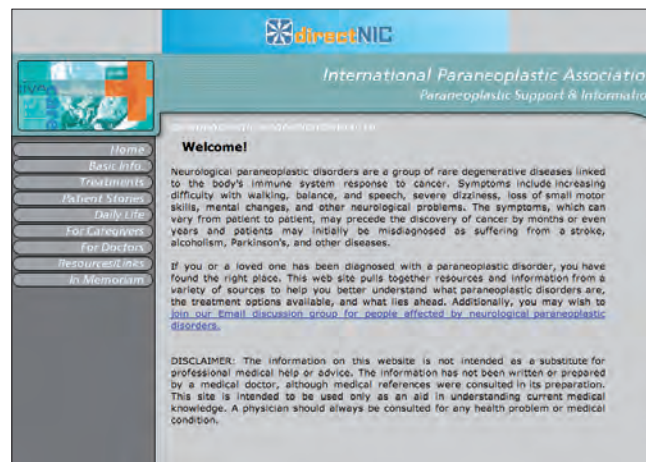 directNIC
International Paraneoplastic Associatio
Paraneoplastic Support & Informatio
tive
care
Home
Basic Info
Treatments
Patient Stories
Daily Life
For Caregivers
For Doctors
Resources/Links
In Memoriam
Welcome!
Neurological paraneoplastic disorders are a group of rare degenerative diseases linked
to the body's immune system response to cancer. Symptoms include increasing
difficulty with walking, balance, and speech, severe dizziness, loss of small motor
skills, mental changes, and other neurological problems. The symptoms, which can
vary from patient to patient, may precede the discovery of cancer by months or even
years and patients may initially be misdiagnosed as suffering from a stroke,
alcoholism, Parkinson's, and other diseases.
If you or a loved one has been diagnosed with a paraneoplastic disorder, you have
found the right place. This web site pulls together resources and information from a
variety of sources to help you better understand what paraneoplastic disorders are,
the treatment options available, and what lies ahead. Additionally, you may wish to
join our Email discussion group for people affected by neurological paraneoplastic
disorders.
DISCLAIMER: The information on this website is not intended as a substitute for
professional medical help or advice. The information has not been written or prepared
by a medical doctor, although medical references were consulted in its preparation.
This site is intended to be used only as an aid in understanding current medical
knowledge. A physician should always be consulted for any health problem or medical
condition.